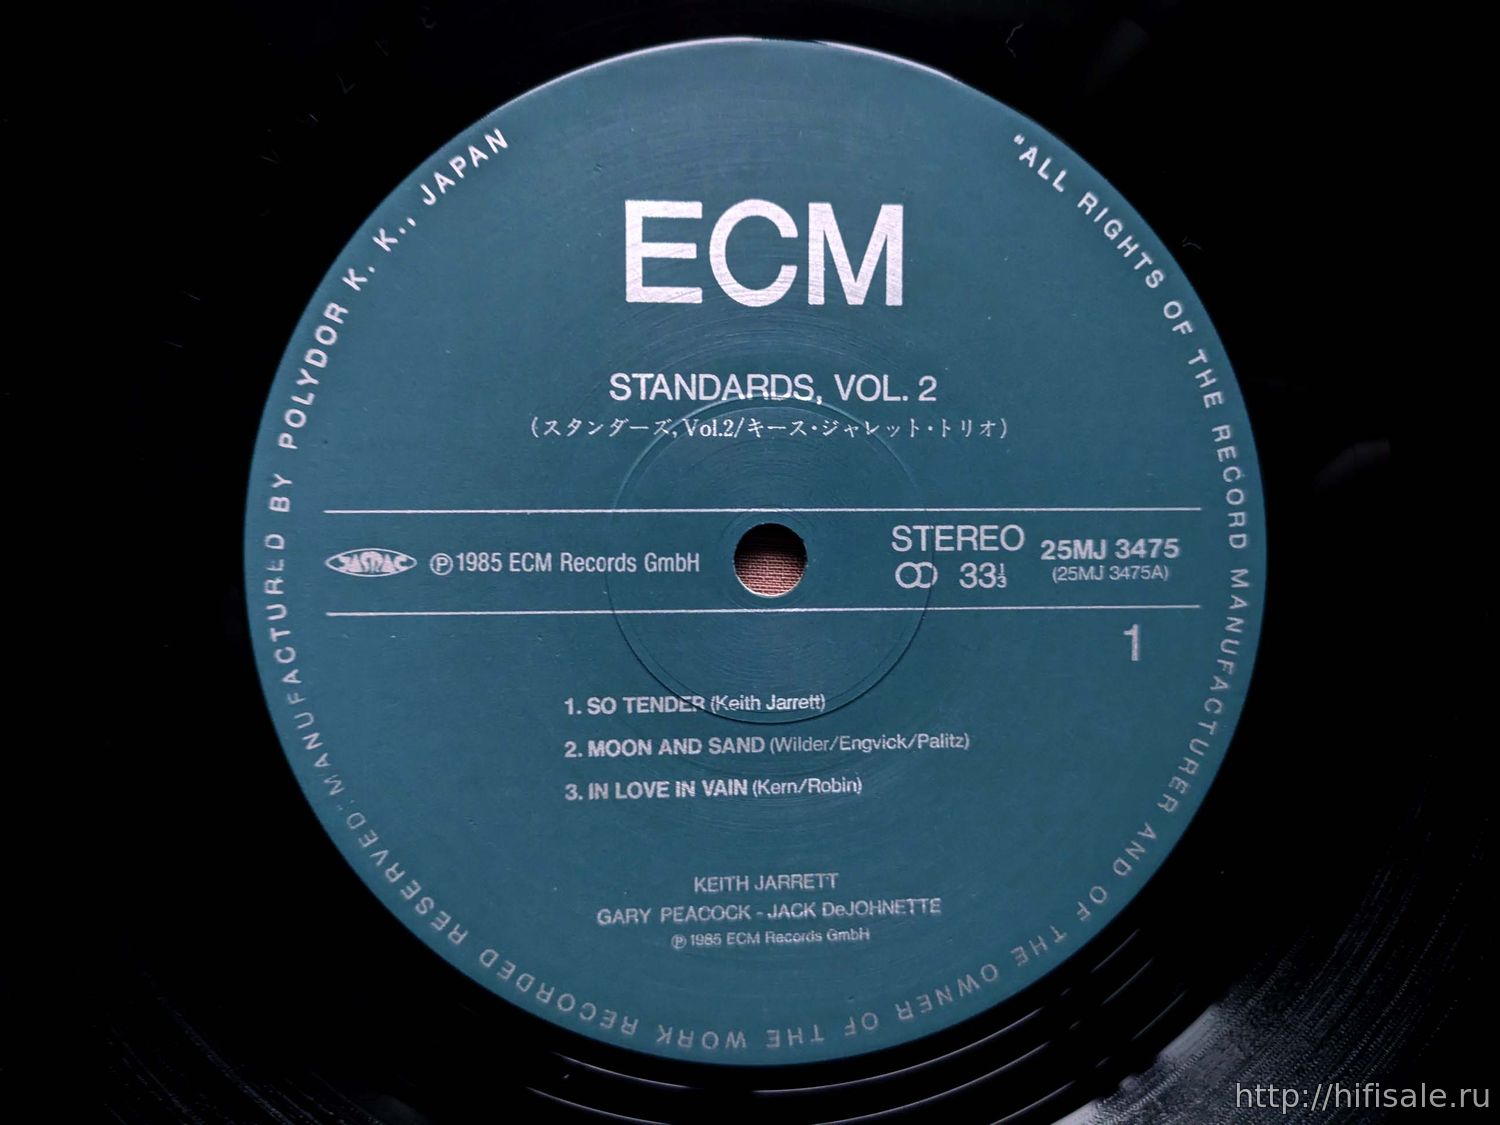 ECM
STANDARDS, VOL. 2
(スタンダーズ, Vol.2/キース・ジャレット・トリオ)
JASRAC
℗1985 ECM Records GmbH
STEREO
33⅓
25MJ 3475
(25MJ 3475A)
1
1. SO TENDER (Keith Jarrett)
2. MOON AND SAND (Wilder/Engvick/Palitz)
3. IN LOVE IN VAIN (Kern/Robin)
KEITH JARRETT
GARY PEACOCK - JACK DeJOHNETTE
℗1985 ECM Records GmbH
"ALL RIGHTS OF THE RECORD MANUFACTURER AND OF THE OWNER OF THE WORK RECORDED RESERVED." MANUFACTURED BY POLYDOR K. K., JAPAN
http://hifisale.ru